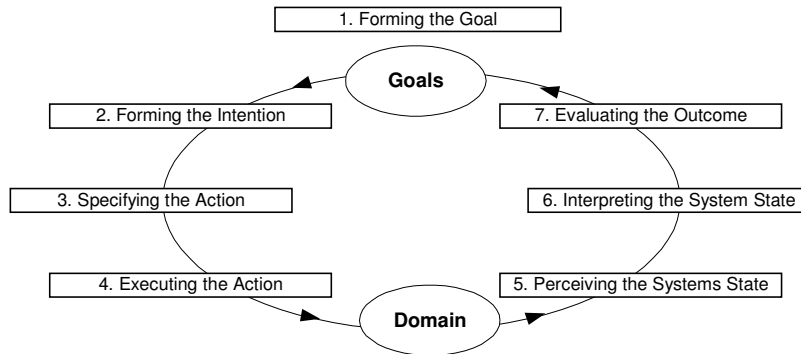 1. Forming the Goal
Goals
2. Forming the Intention
7. Evaluating the Outcome
3. Specifying the Action
6. Interpreting the System State
4. Executing the Action
5. Perceiving the Systems State
Domain